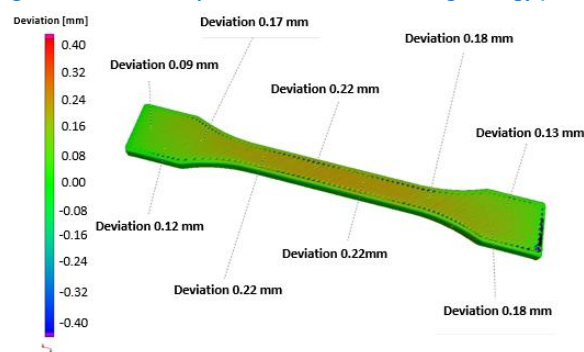 Deviation [mm]
0.40
0.32
0.24
0.16
0.08
0.00
-0.08
-0.16
-0.24
-0.32
-0.40
Deviation 0.17 mm
Deviation 0.18 mm
Deviation 0.09 mm
Deviation 0.22 mm
Deviation 0.13 mm
Deviation 0.12 mm
Deviation 0.22mm
Deviation 0.22 mm
Deviation 0.18 mm